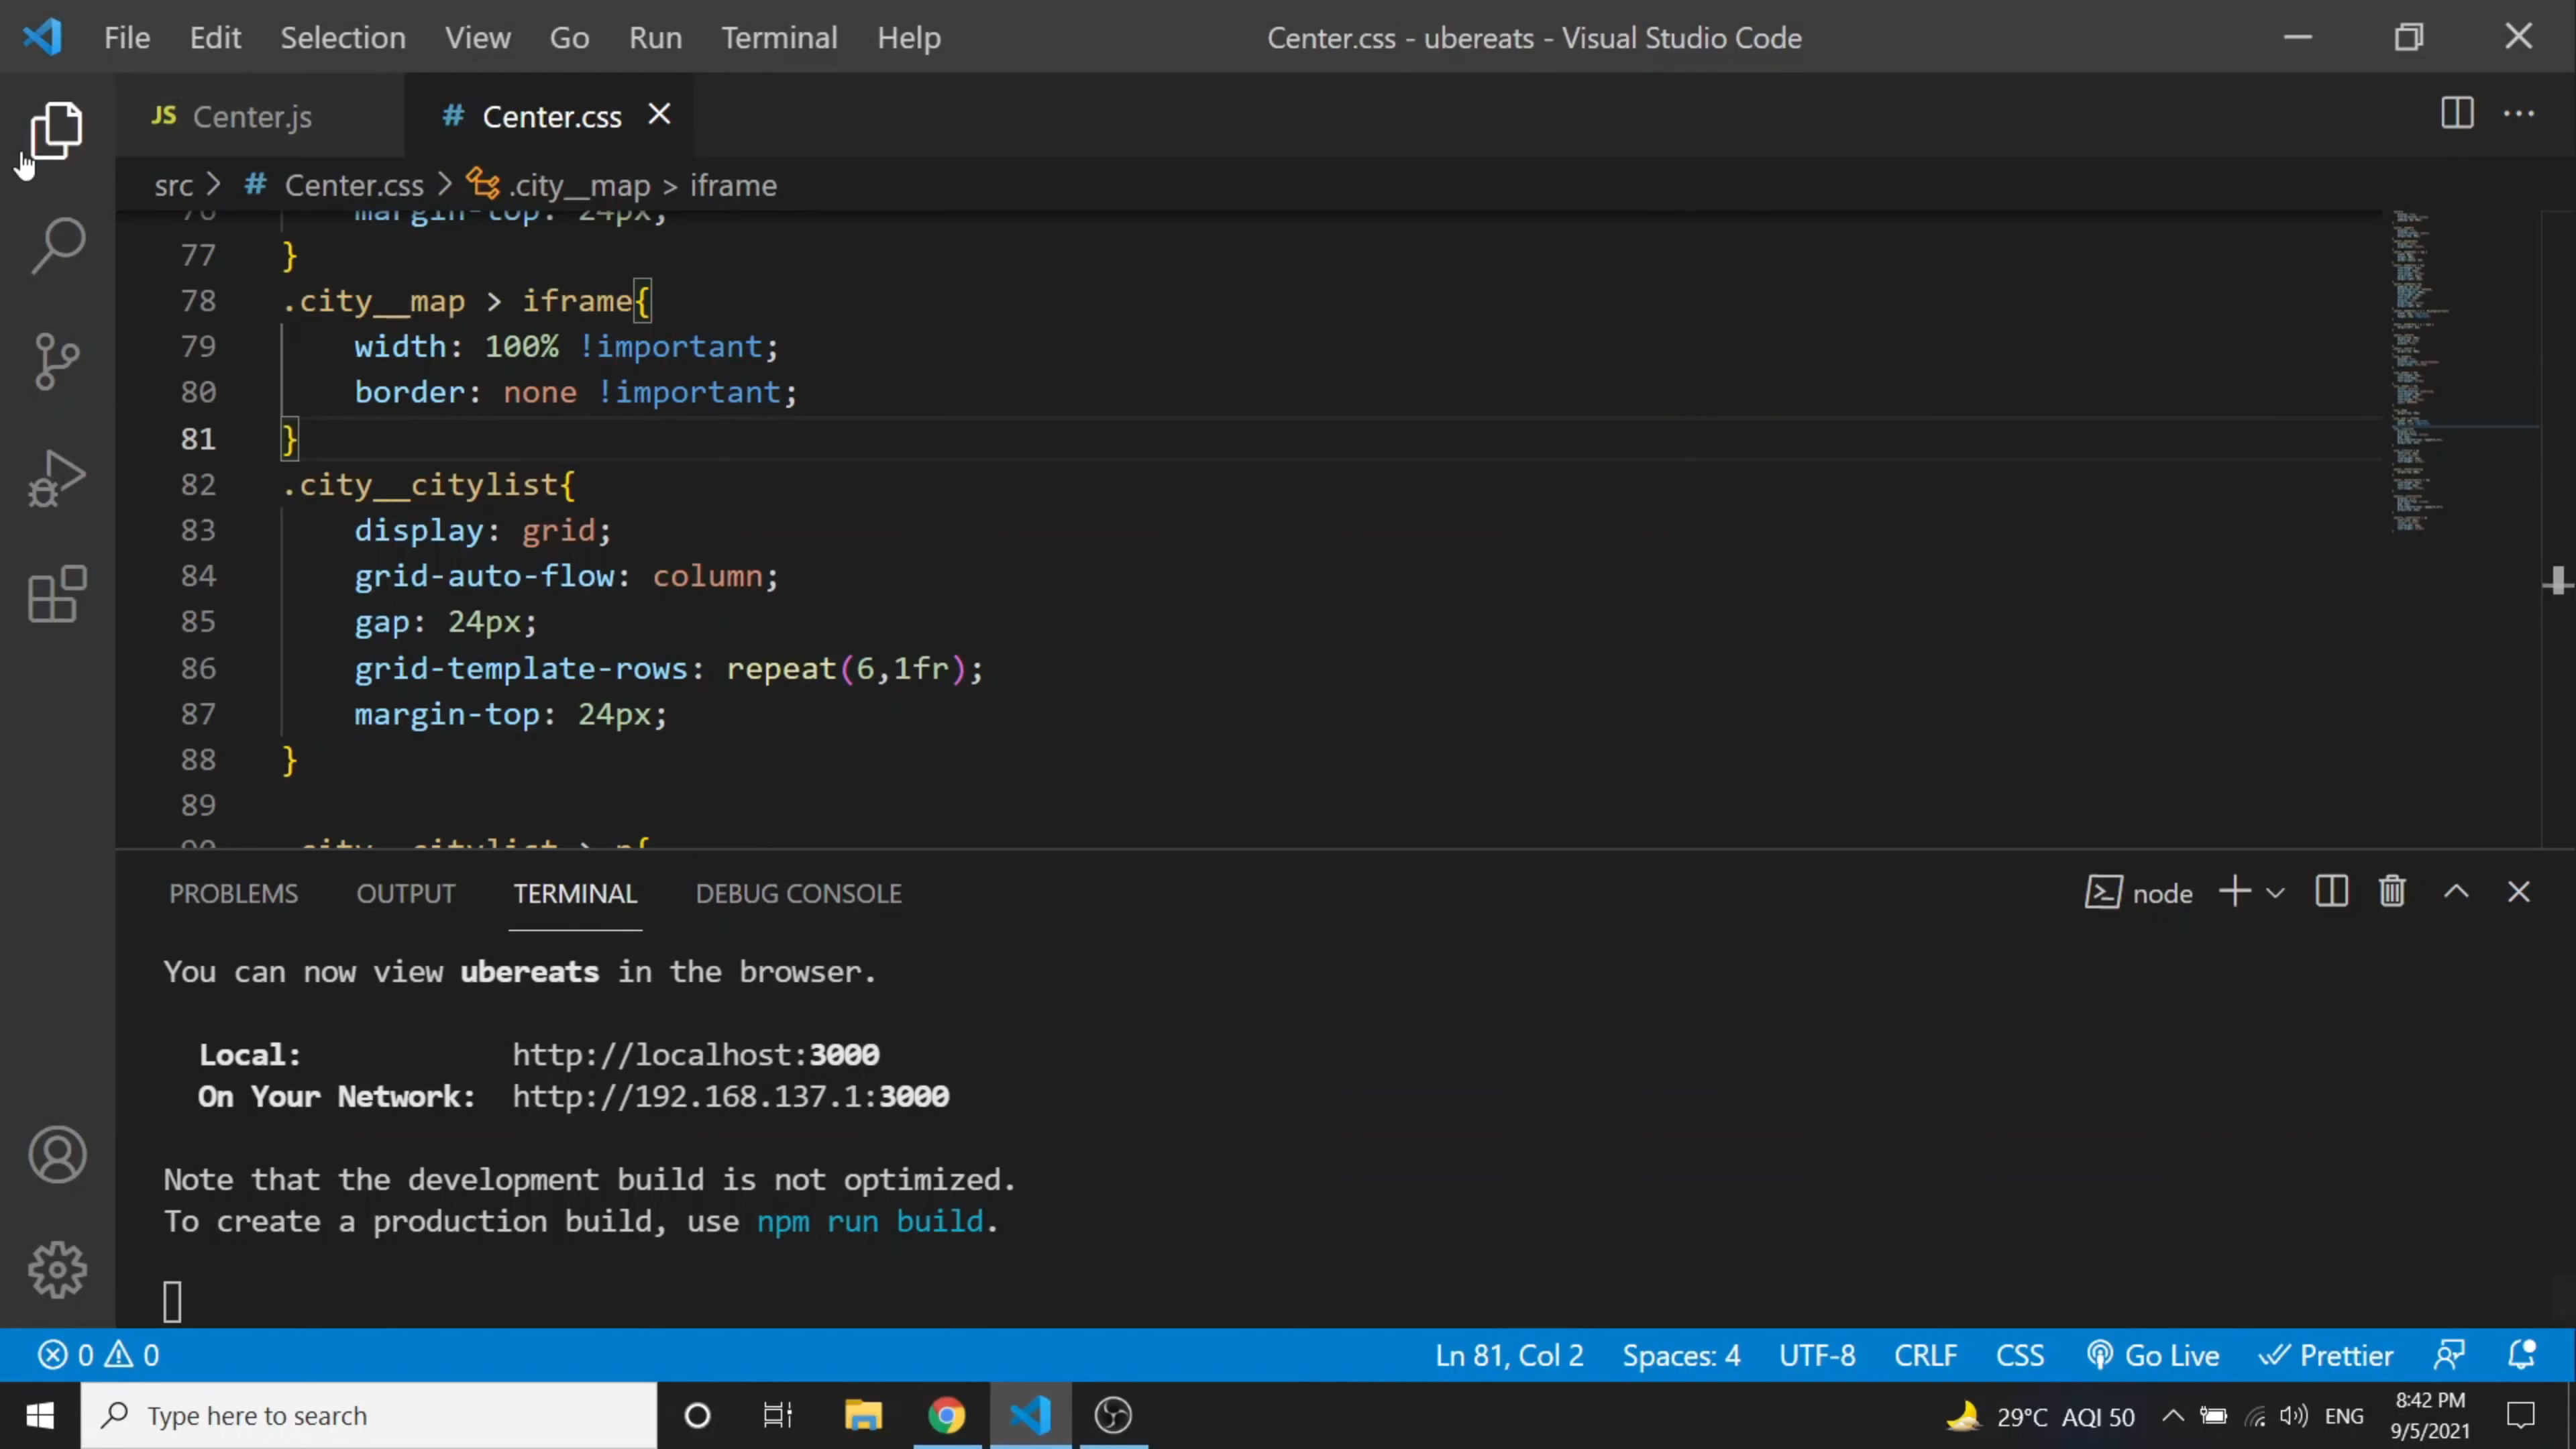 File Edit Selection View Go Run Terminal Help Center.css - ubereats - Visual Studio Code
JS Center.js # Center.css
src > # Center.css > .city__map > iframe
76 margin-top: 24px;
77 }
78 .city__map > iframe{
79 width: 100% !important;
80 border: none !important;
81 }
82 .city__citylist{
83 display: grid;
84 grid-auto-flow: column;
85 gap: 24px;
86 grid-template-rows: repeat(6,1fr);
87 margin-top: 24px;
88 }
89
90 .city__citylist > p{
PROBLEMS OUTPUT TERMINAL DEBUG CONSOLE node
You can now view ubereats in the browser.
Local: http://localhost:3000
On Your Network: http://192.168.137.1:3000
Note that the development build is not optimized.
To create a production build, use npm run build.
0 0 Ln 81, Col 2 Spaces: 4 UTF-8 CRLF CSS Go Live Prettier
Type here to search 29°C AQI 50 ENG 8:42 PM
9/5/2021